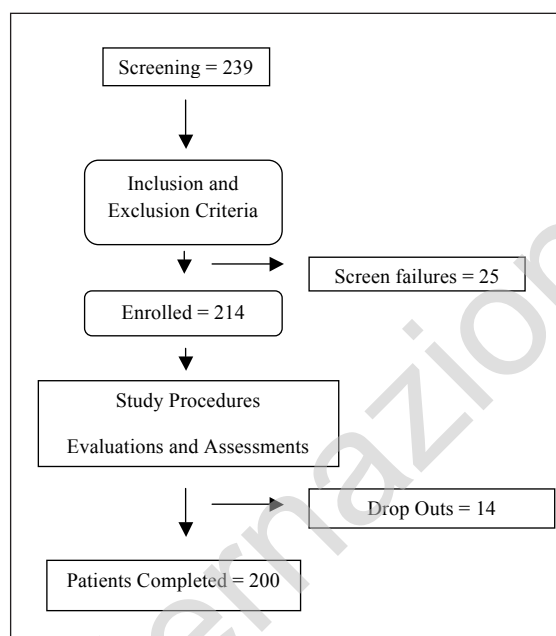 Screening = 239
Inclusion and
Exclusion Criteria
Screen failures = 25
Enrolled = 214
Study Procedures
Evaluations and Assessments
Drop Outs = 14
Patients Completed = 200
ernazion